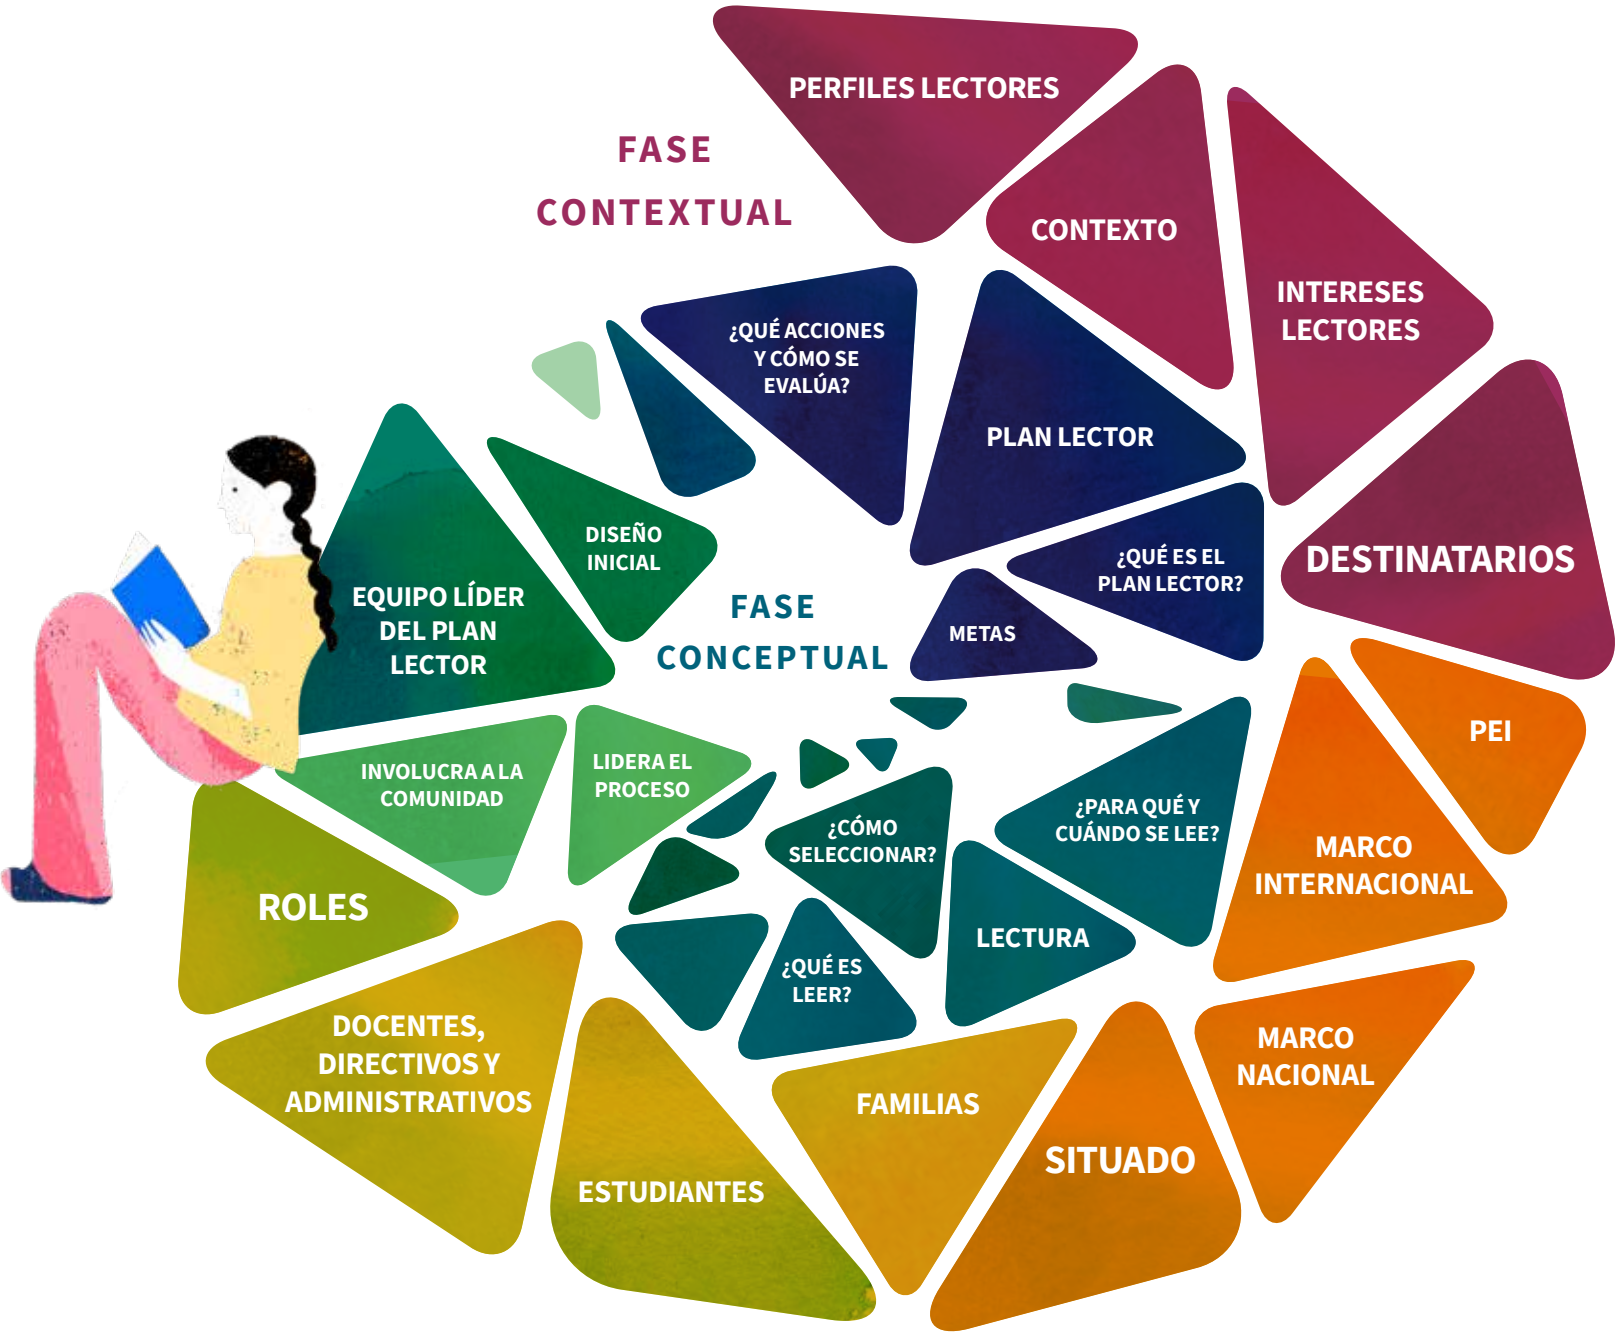 PERFILES LECTORES
FASE
CONTEXTUAL
CONTEXTO
INTERESES
LECTORES
¿QUÉ ACCIONES
Y CÓMO SE
EVALÚA?
PLAN LECTOR
DISEÑO
INICIAL
¿QUÉ ES EL
PLAN LECTOR?
DESTINATARIOS
EQUIPO LÍDER
DEL PLAN
LECTOR
FASE
CONCEPTUAL
METAS
PEI
INVOLUCRA A LA
COMUNIDAD
LIDERA EL
PROCESO
¿CÓMO
SELECCIONAR?
¿PARA QUÉ Y
CUÁNDO SE LEE?
MARCO
INTERNACIONAL
ROLES
LECTURA
¿QUÉ ES
LEER?
DOCENTES,
DIRECTIVOS Y
ADMINISTRATIVOS
MARCO
NACIONAL
FAMILIAS
SITUADO
ESTUDIANTES